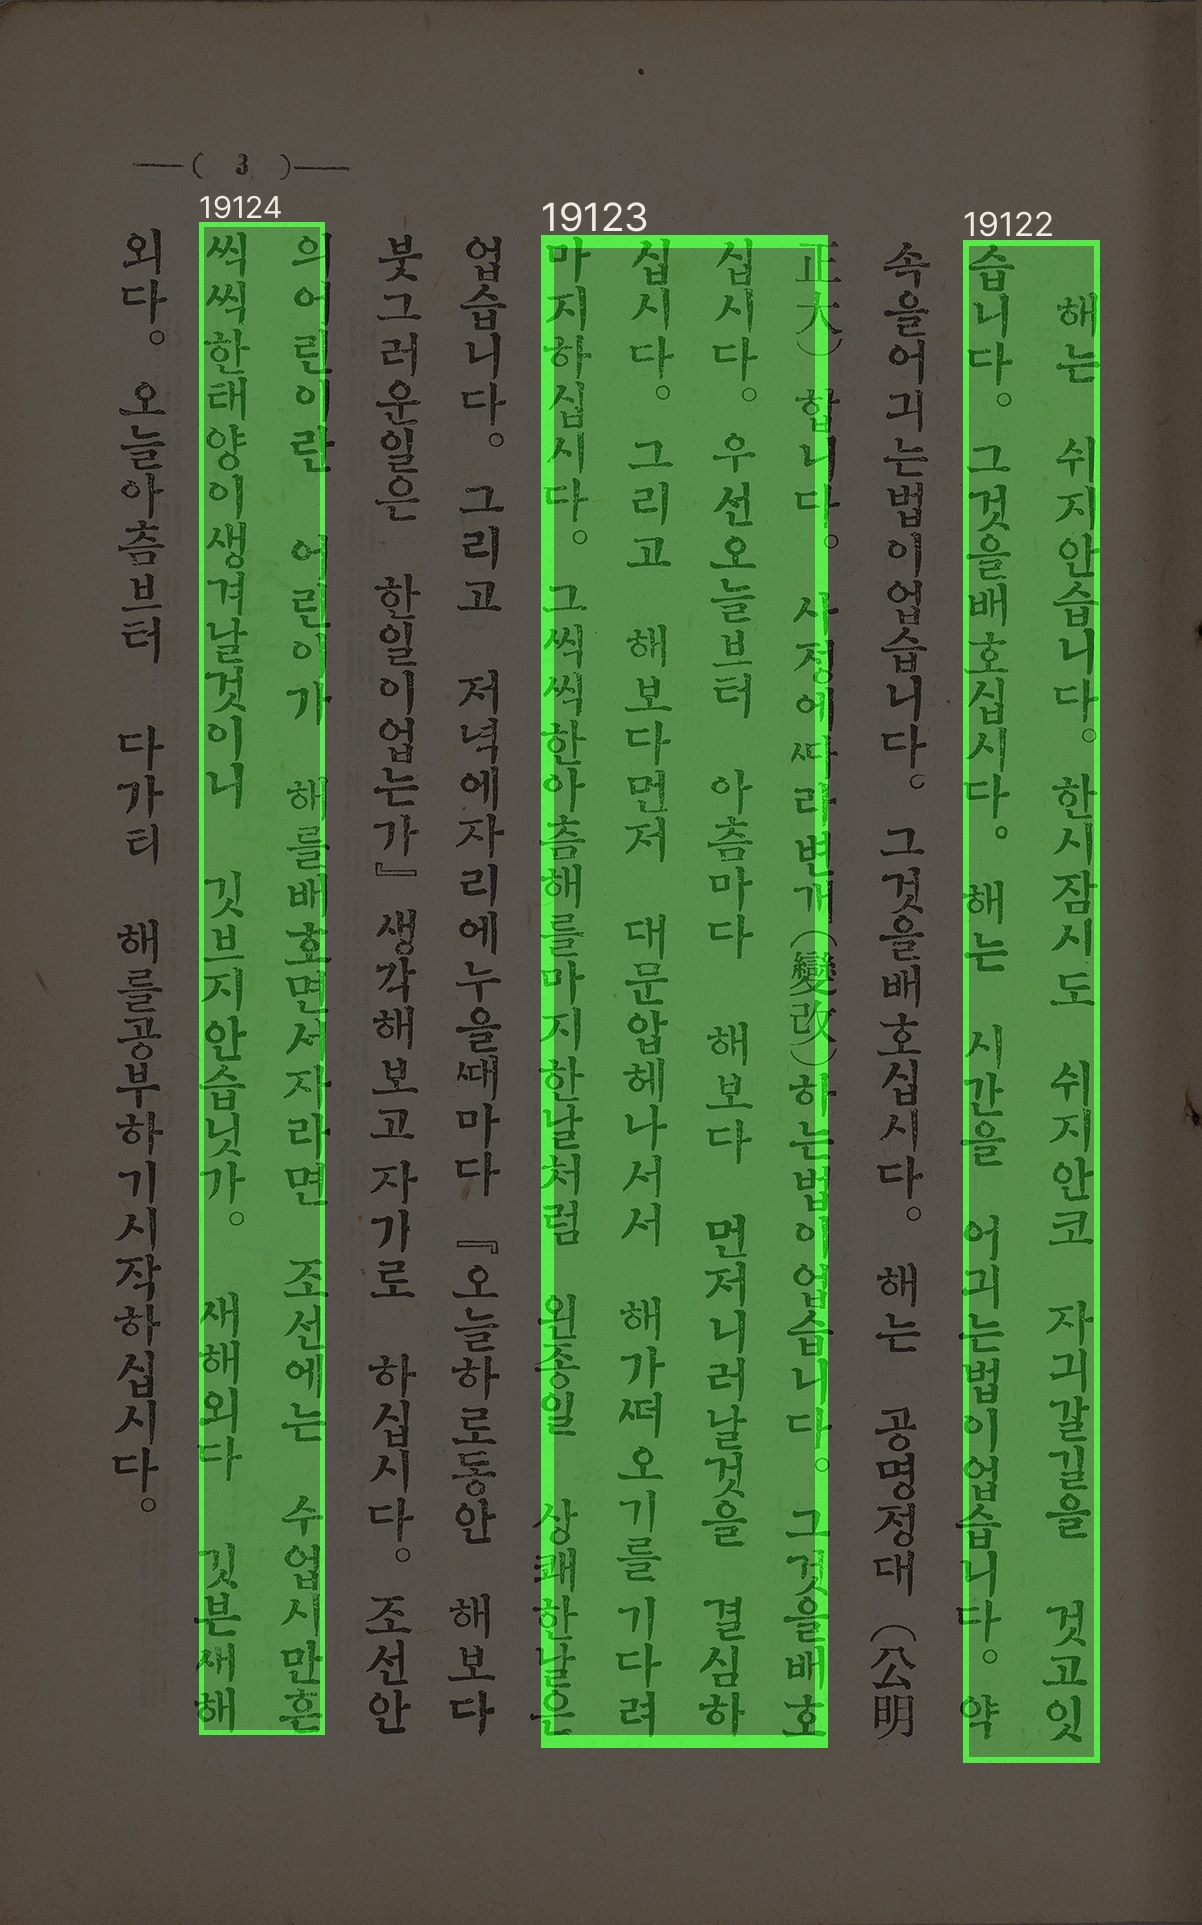 —( 3 )—
19122
19123
19124
해는 쉬지안습니다。한시잠시도 쉬지안코 자긔갈길을 것고잇
습니다。그것을배호십시다。해는 시간을 어긔는법이업습니다。약
속을어긔는법이업습니다。그것을배호십시다。해는 공명정대 (公明
正大) 합니다。사정에ᄯᅡ라변개(變改)하는법이업습니다。그것을배호
십시다。우선오늘브터 아츰마다 해보다 먼저니러날것을 결심하
십시다。그리고 해보다먼저 대문압헤나서서 해가ᄯᅥ오기를 기다려
마지하십시다。그씩씩한아츰해를마지한날처럼 왼종일 상쾌한날은
업습니다。그리고 저녁에자리에누을ᄯᅢ마다 『오늘하로동안 해보다
붓그러운일은 한일이업는가』생각해보고 자가로 하십시다。조선안
의어린이란 어린이가 해를배호면서자라면 조선에는 수업시만흔
씩씩한태양이생겨날것이니 깃브지안습닛가。새해외다 깃븐새해
외다。오늘아츰브터 다가티 해를공부하기시작하십시다。